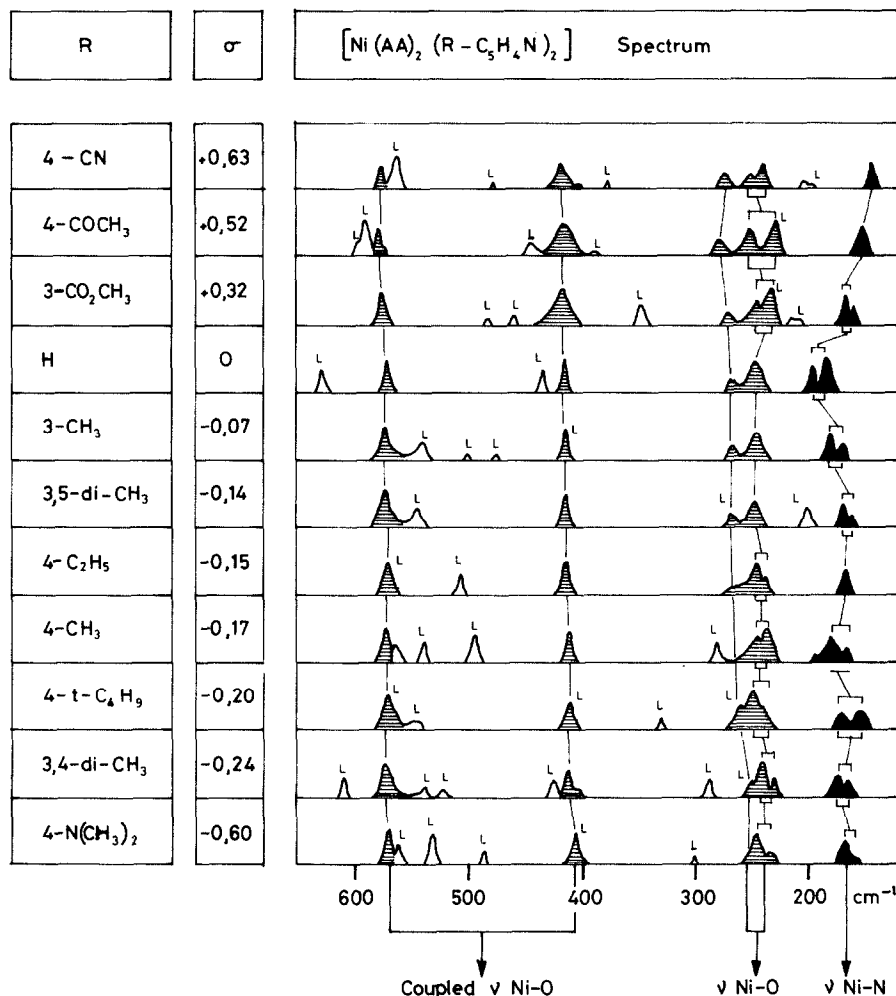 R σ [Ni(AA)₂ (R-C₅H₄N)₂] Spectrum
4-CN +0,63 L L L L
4-COCH₃ +0,52 L L L L L
3-CO₂CH₃ +0,32 L L L L L
H 0 L L
3-CH₃ -0,07 L L L L
3,5-di-CH₃ -0,14 L L L
4-C₂H₅ -0,15 L L
4-CH₃ -0,17 L L L L
4-t-C₄H₉ -0,20 L L L L
3,4-di-CH₃ -0,24 L L L L L L
4-N(CH₃)₂ -0,60 L L L L L
600 500 400 300 200 cm⁻¹
Coupled ν Ni-O ν Ni-O ν Ni-N